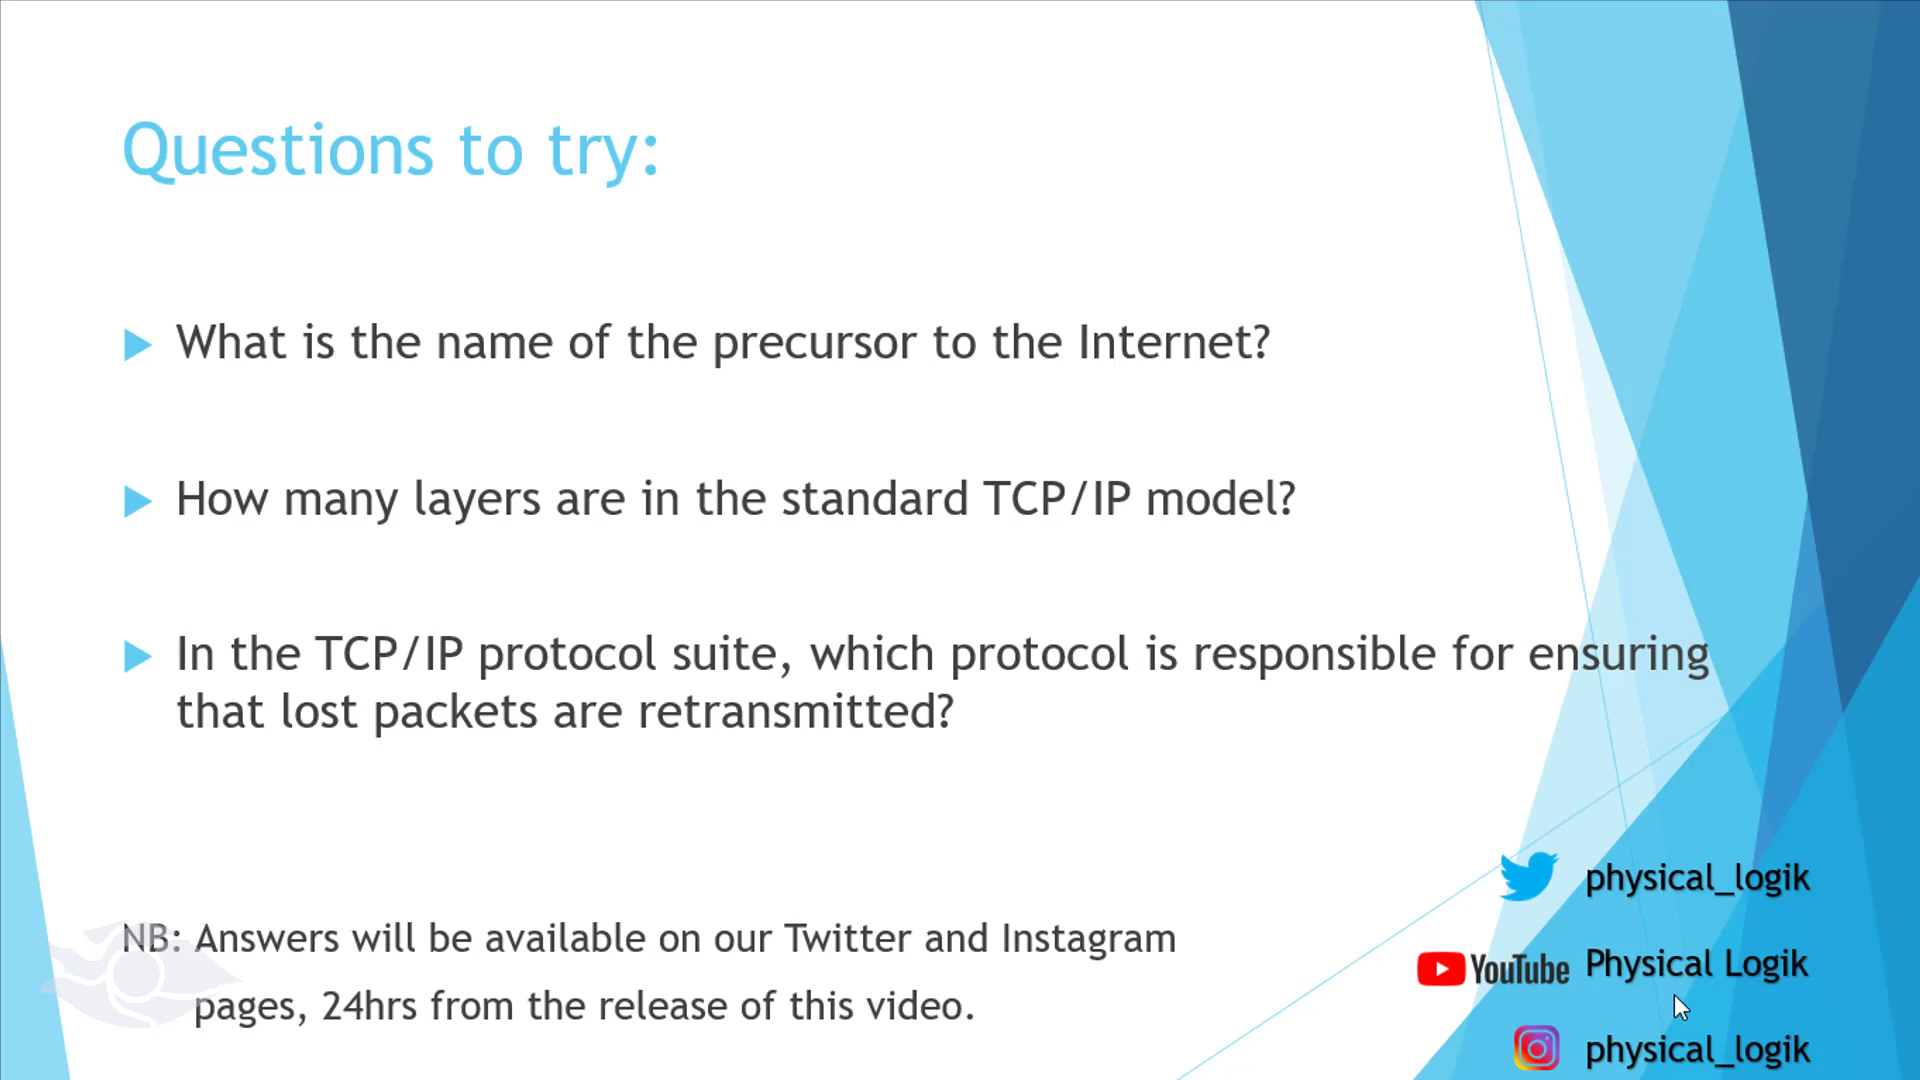 Questions to try:
What is the name of the precursor to the Internet?
How many layers are in the standard TCP/IP model?
In the TCP/IP protocol suite, which protocol is responsible for ensuring
that lost packets are retransmitted?
NB: Answers will be available on our Twitter and Instagram
pages, 24hrs from the release of this video.
physical_logik
YouTube Physical Logik
physical_logik